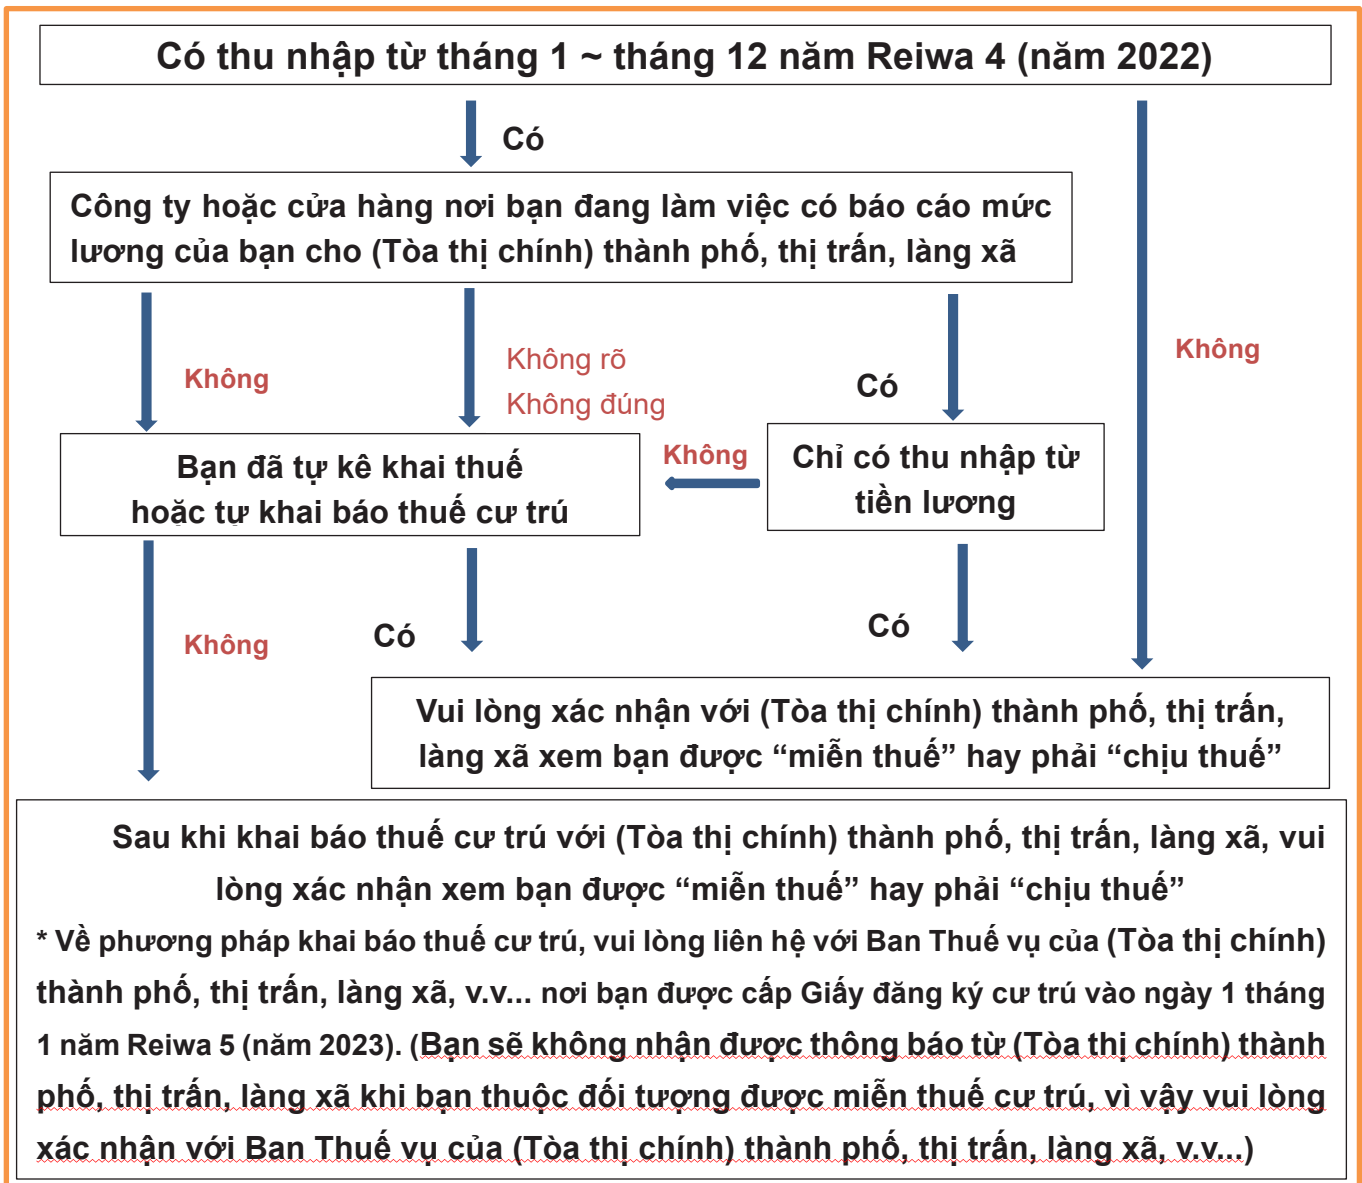 Có thu nhập từ tháng 1 ~ tháng 12 năm Reiwa 4 (năm 2022)
Có
Công ty hoặc cửa hàng nơi bạn đang làm việc có báo cáo mức
lương của bạn cho (Tòa thị chính) thành phố, thị trấn, làng xã
Không
Không rõ
Không đúng
Có
Không
Bạn đã tự kê khai thuế
hoặc tự khai báo thuế cư trú
Không
Chỉ có thu nhập từ
tiền lương
Không
Có
Có
Vui lòng xác nhận với (Tòa thị chính) thành phố, thị trấn,
làng xã xem bạn được “miễn thuế” hay phải “chịu thuế”
Sau khi khai báo thuế cư trú với (Tòa thị chính) thành phố, thị trấn, làng xã, vui
lòng xác nhận xem bạn được “miễn thuế” hay phải “chịu thuế”
* Về phương pháp khai báo thuế cư trú, vui lòng liên hệ với Ban Thuế vụ của (Tòa thị chính)
thành phố, thị trấn, làng xã, v.v... nơi bạn được cấp Giấy đăng ký cư trú vào ngày 1 tháng
1 năm Reiwa 5 (năm 2023). (Bạn sẽ không nhận được thông báo từ (Tòa thị chính) thành
phố, thị trấn, làng xã khi bạn thuộc đối tượng được miễn thuế cư trú, vì vậy vui lòng
xác nhận với Ban Thuế vụ của (Tòa thị chính) thành phố, thị trấn, làng xã, v.v...)